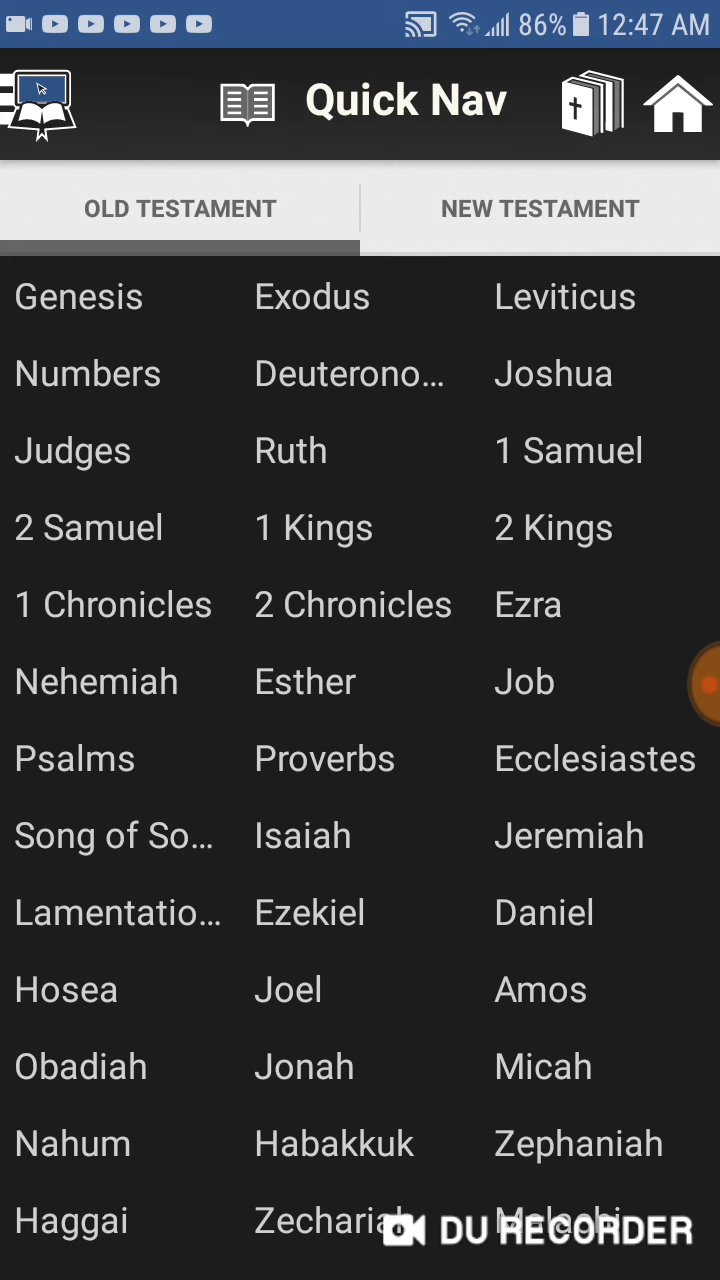 86% 12:47 AM
Quick Nav
OLD TESTAMENT NEW TESTAMENT
Genesis Exodus Leviticus
Numbers Deuterono... Joshua
Judges Ruth 1 Samuel
2 Samuel 1 Kings 2 Kings
1 Chronicles 2 Chronicles Ezra
Nehemiah Esther Job
Psalms Proverbs Ecclesiastes
Song of So... Isaiah Jeremiah
Lamentatio... Ezekiel Daniel
Hosea Joel Amos
Obadiah Jonah Micah
Nahum Habakkuk Zephaniah
Haggai Zechariah Malachi
DU RECORDER